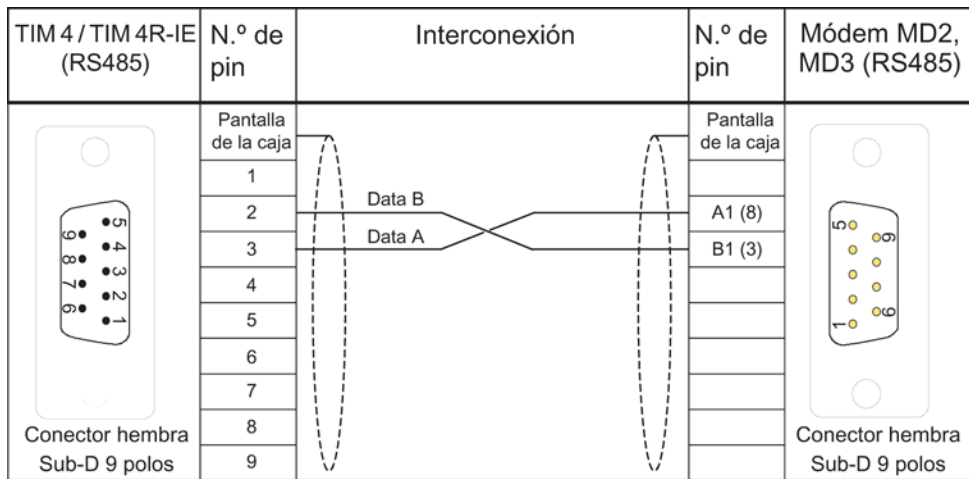 TIM 4 / TIM 4R-IE
(RS485)
N.º de
pin
Interconexión
N.º de
pin
Módem MD2,
MD3 (RS485)
Pantalla
de la caja
1
2
3
4
5
6
7
8
9
Data B
Data A
Pantalla
de la caja
A1 (8)
B1 (3)
5
4
3
2
1
9
8
7
6
Conector hembra
Sub-D 9 polos
5
9
1
6
Conector hembra
Sub-D 9 polos